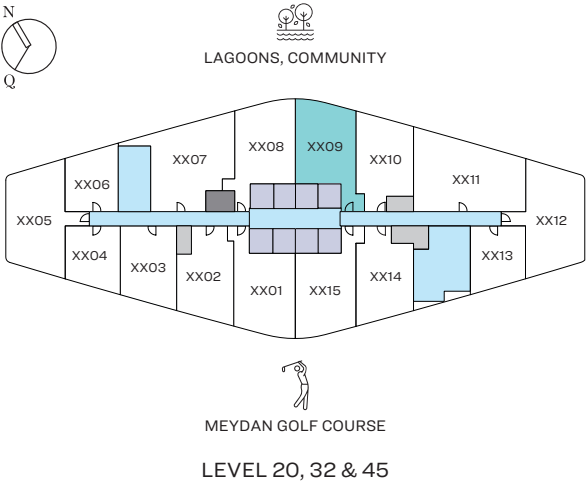 N
Q
LAGOONS, COMMUNITY
XX08
XX09
XX07
XX10
XX06
XX11
XX05
XX12
XX04
XX03
XX02
XX01
XX15
XX14
XX13
MEYDAN GOLF COURSE
LEVEL 20, 32 & 45